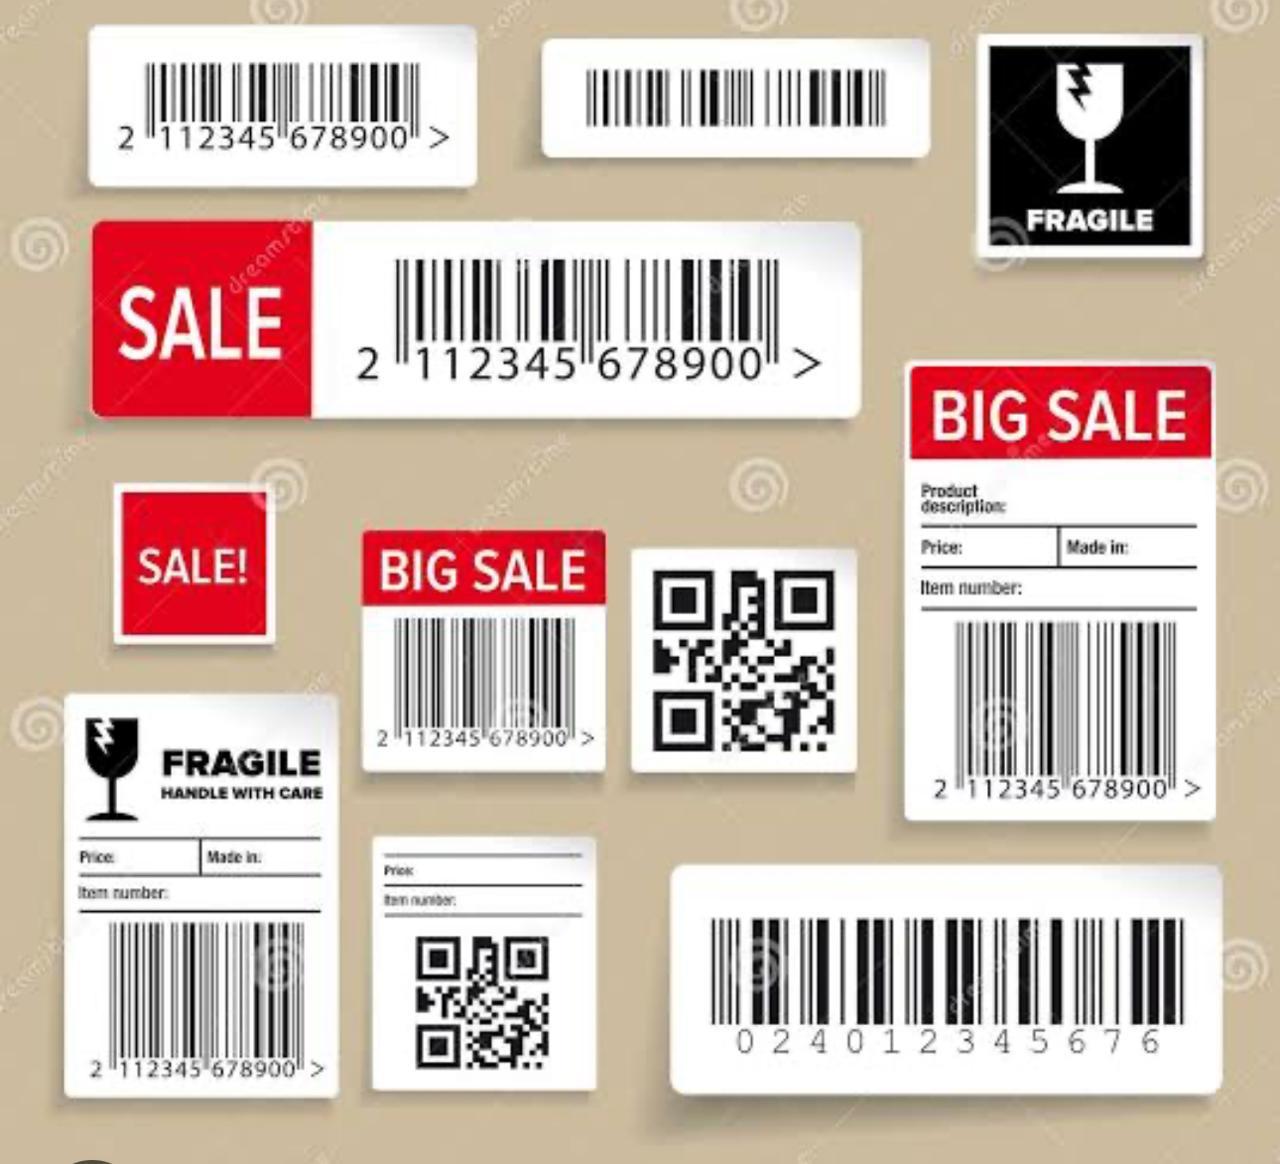 2 112345 678900 >
FRAGILE
SALE
2 112345 678900 >
BIG SALE
Product
description:
Price: Made in:
Item number:
2 112345 678900 >
SALE!
BIG SALE
2 112345 678900 >
FRAGILE
HANDLE WITH CARE
Price: Made in:
Item number:
2 112345 678900 >
Price:
Item number:
0 2 4 0 1 2 3 4 5 6 7 6
dreamstime